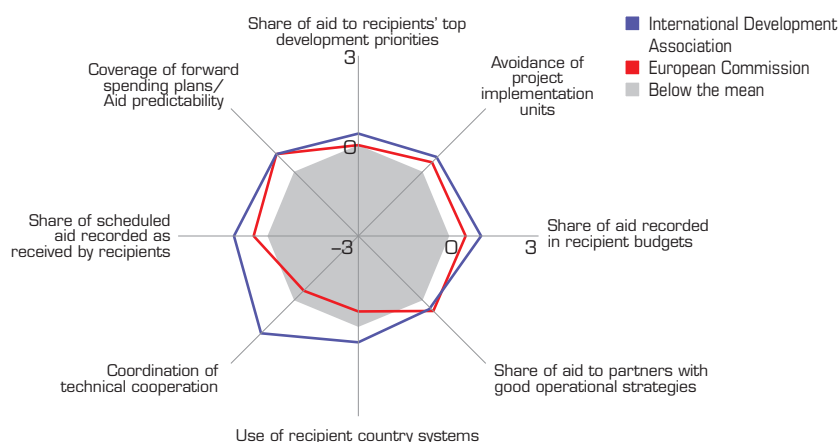 Share of aid to recipients’ top
development priorities
3
International Development
Association
European Commission
Below the mean
Coverage of forward
spending plans/
Aid predictability
Avoidance of
project
implementation
units
0
Share of scheduled
aid recorded as
received by recipients
–3
0
3
Share of aid recorded
in recipient budgets
Coordination of
technical cooperation
Share of aid to partners with
good operational strategies
Use of recipient country systems